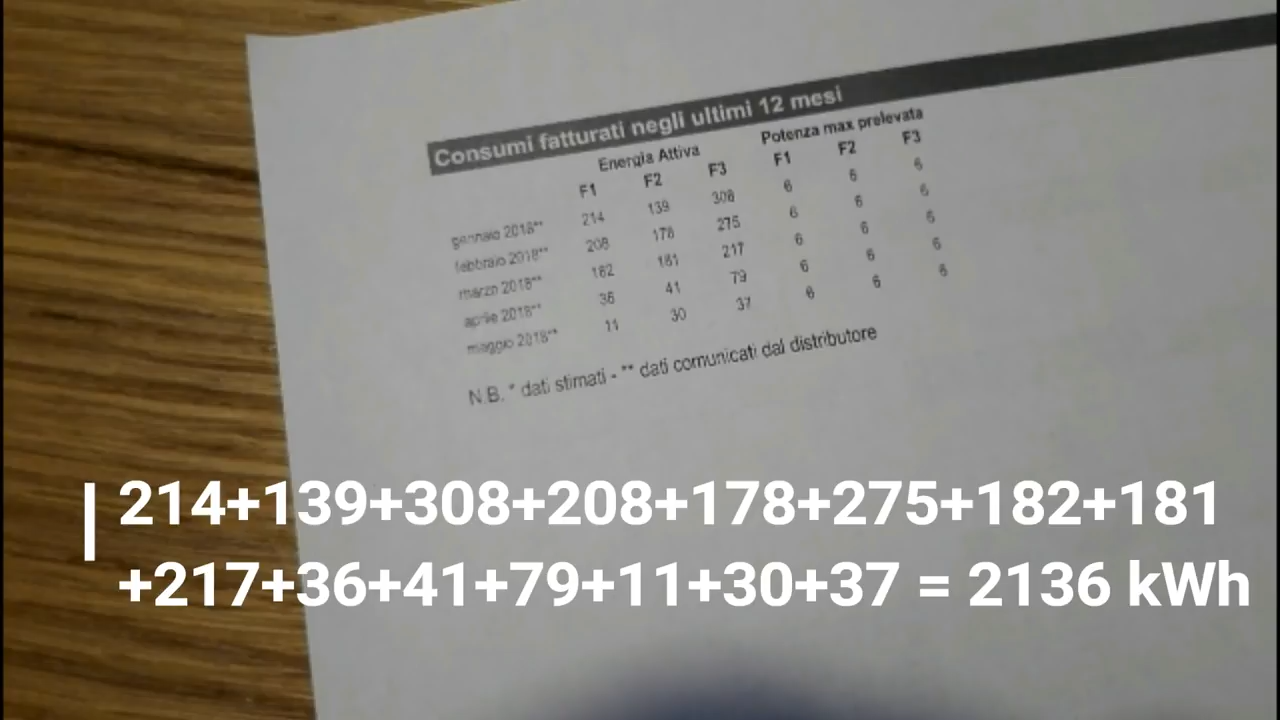 Consumi fatturati negli ultimi 12 mesi
Energia Attiva Potenza max prelevata
F1 F2 F3 F1 F2 F3
gennaio 2018** 214 139 308 6 6 6
febbraio 2018** 208 178 275 6 6 6
marzo 2018** 182 181 217 6 6 6
aprile 2018** 36 41 79 6 6 6
maggio 2018** 11 30 37 6 6 6
N.B. * dati stimati - ** dati comunicati dal distributore
214+139+308+208+178+275+182+181
+217+36+41+79+11+30+37 = 2136 kWh